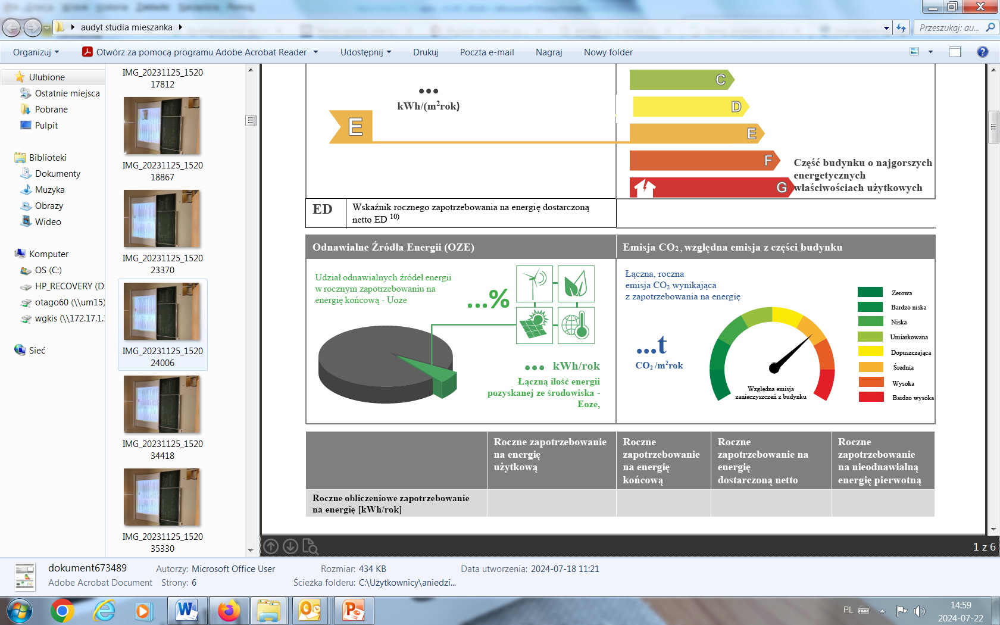 audyt studia mieszanka
Przeszukaj: au...
Organizuj
Otwórz za pomocą programu Adobe Acrobat Reader
Udostępnij
Drukuj
Poczta e-mail
Nagraj
Nowy folder
Ulubione
Ostatnie miejsca
Pobrane
Pulpit
Biblioteki
Dokumenty
Muzyka
Obrazy
Wideo
Komputer
OS (C:)
HP_RECOVERY (D
otago60 (\\um15)
wgkis (\\172.17.1.
Sieć
IMG_20231125_1520
17812
IMG_20231125_1520
18867
IMG_20231125_1520
23370
IMG_20231125_1520
24006
IMG_20231125_1520
34418
IMG_20231125_1520
35330
...
kWh/(m²rok)
E
C
D
E
F
G
Część budynku o najgorszych
energetycznych
właściwościach użytkowych
ED
Wskaźnik rocznego zapotrzebowania na energię dostarczoną
netto ED ¹⁰⁾
Odnawialne Źródła Energii (OZE)
Udział odnawialnych źródeł energii
w rocznym zapotrzebowaniu na
energię końcową - Uoze
...%
... kWh/rok
Łączną ilość energii
pozyskanej ze środowiska -
Eoze,
Emisja CO₂ , względna emisja z części budynku
Łączna, roczna
emisja CO₂ wynikająca
z zapotrzebowania na energię
...t
CO₂ /m²rok
Względna emisja
zanieczyszczeń z budynku
Zerowa
Bardzo niska
Niska
Umiarkowana
Dopuszczająca
Średnia
Wysoka
Bardzo wysoka
Roczne zapotrzebowanie
na energię
użytkową
Roczne
zapotrzebowanie
na energię
końcową
Roczne
zapotrzebowanie na
energię
dostarczoną netto
Roczne
zapotrzebowanie
na nieodnawialną
energię pierwotną
Roczne obliczeniowe zapotrzebowanie
na energię [kWh/rok]
1 z 6
dokument673489
Adobe Acrobat Document
Autorzy: Microsoft Office User
Strony: 6
Rozmiar: 434 KB
Ścieżka folderu: C:\Użytkownicy\aniedzi...
Data utworzenia: 2024-07-18 11:21
PL
14:59
2024-07-22